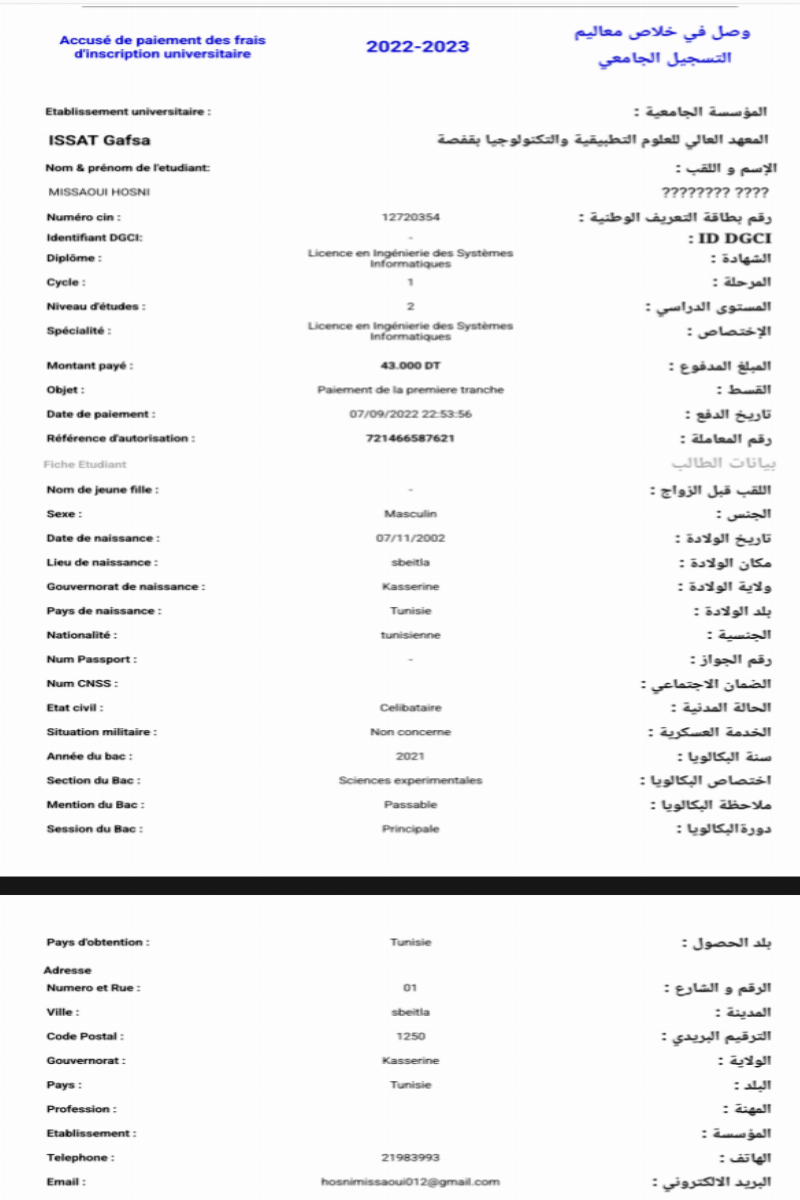 Accusé de paiement des frais d'inscription universitaire 2022-2023 وصل في خلاص معاليم التسجيل الجامعي
Etablissement universitaire : المؤسسة الجامعية :
ISSAT Gafsa المعهد العالي للعلوم التطبيقية والتكنولوجيا بقفصة
Nom & prénom de l'etudiant: الإسم و اللقب :
MISSAOUI HOSNI ???????? ????
Numéro cin : 12720354 رقم بطاقة التعريف الوطنية :
Identifiant DGCI: - ID DGCI :
Diplôme : Licence en Ingénierie des Systèmes Informatiques الشهادة :
Cycle : 1 المرحلة :
Niveau d'études : 2 المستوى الدراسي :
Spécialité : Licence en Ingénierie des Systèmes Informatiques الإختصاص :
Montant payé : 43.000 DT المبلغ المدفوع :
Objet : Paiement de la premiere tranche القسط :
Date de paiement : 07/09/2022 22:53:56 تاريخ الدفع :
Référence d'autorisation : 721466587621 رقم المعاملة :
Fiche Etudiant بيانات الطالب
Nom de jeune fille : - اللقب قبل الزواج :
Sexe : Masculin الجنس :
Date de naissance : 07/11/2002 تاريخ الولادة :
Lieu de naissance : sbeitla مكان الولادة :
Gouvernorat de naissance : Kasserine ولاية الولادة :
Pays de naissance : Tunisie بلد الولادة :
Nationalité : tunisienne الجنسية :
Num Passport : - رقم الجواز :
Num CNSS : الضمان الاجتماعي :
Etat civil : Celibataire الحالة المدنية :
Situation militaire : Non concerne الخدمة العسكرية :
Année du bac : 2021 سنة البكالويا :
Section du Bac : Sciences experimentales اختصاص البكالويا :
Mention du Bac : Passable ملاحظة البكالويا :
Session du Bac : Principale دورةالبكالويا :
Pays d'obtention : Tunisie بلد الحصول :
Adresse
Numero et Rue : 01 الرقم و الشارع :
Ville : sbeitla المدينة :
Code Postal : 1250 الترقيم البريدي :
Gouvernorat : Kasserine الولاية :
Pays : Tunisie البلد :
Profession : المهنة :
Etablissement : المؤسسة :
Telephone : 21983993 الهاتف :
Email : hosnimissaoui012@gmail.com البريد الالكتروني :